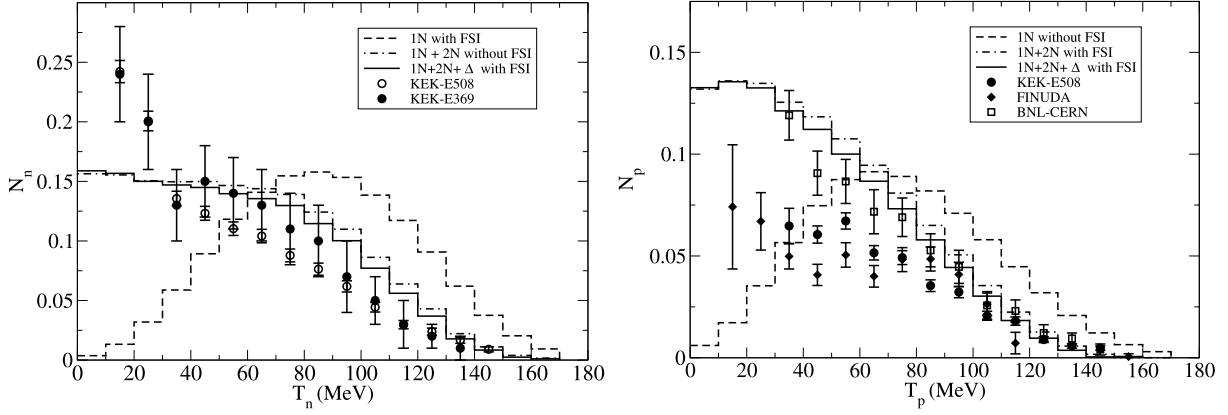 0.25
0.2
0.15
0.1
0.05
0
N_n
0 20 40 60 80 100 120 140 160 180
T_n (MeV)
1N with FSI
1N + 2N without FSI
1N+2N+ Δ with FSI
KEK-E508
KEK-E369
0.15
0.1
0.05
0
N_p
0 20 40 60 80 100 120 140 160 180
T_p (MeV)
1N without FSI
1N+2N with FSI
1N+2N+ Δ with FSI
KEK-E508
FINUDA
BNL-CERN